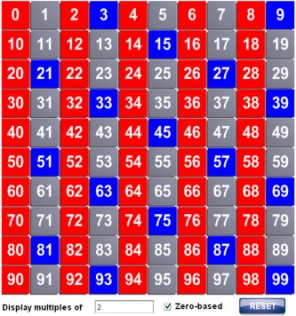 0 1 2 3 4 5 6 7 8 9
10 11 12 13 14 15 16 17 18 19
20 21 22 23 24 25 26 27 28 29
30 31 32 33 34 35 36 37 38 39
40 41 42 43 44 45 46 47 48 49
50 51 52 53 54 55 56 57 58 59
60 61 62 63 64 65 66 67 68 69
70 71 72 73 74 75 76 77 78 79
80 81 82 83 84 85 86 87 88 89
90 91 92 93 94 95 96 97 98 99
Display multiples of 2 Zero-based RESET